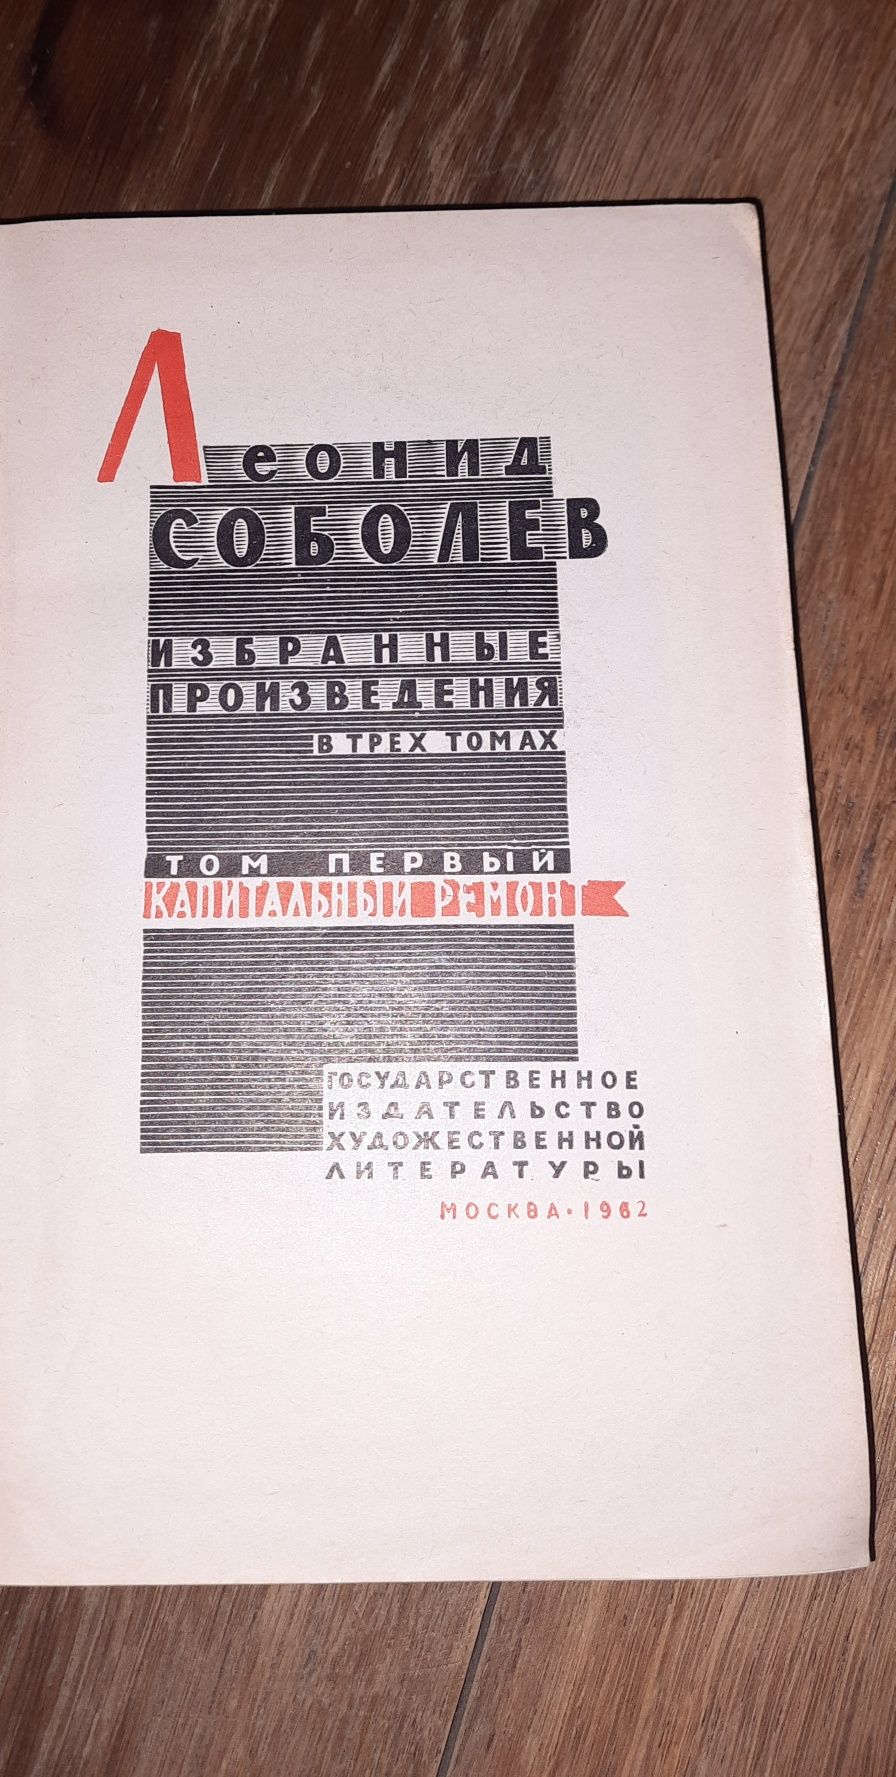 Леонид
СОБОЛЕВ
ИЗБРАННЫЕ
ПРОИЗВЕДЕНИЯ
В ТРЕХ ТОМАХ
ТОМ ПЕРВЫЙ
КАПИТАЛЬНЫЙ РЕМОНТ
ГОСУДАРСТВЕННОЕ
ИЗДАТЕЛЬСТВО
ХУДОЖЕСТВЕННОЙ
ЛИТЕРАТУРЫ
МОСКВА • 1962